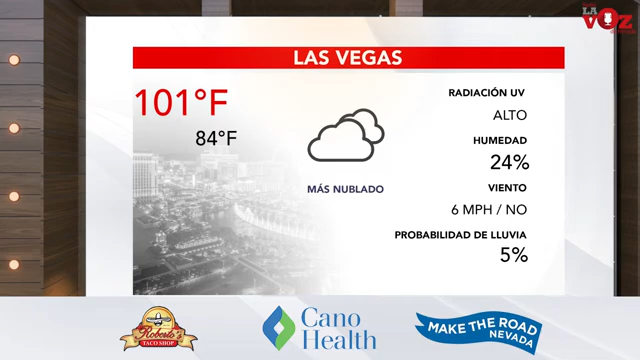 LA
VOZ
LAS VEGAS
101°F
84°F
MÁS NUBLADO
RADIACIÓN UV
ALTO
HUMEDAD
24%
VIENTO
6 MPH / NO
PROBABILIDAD DE LLUVIA
5%
Roberto's
TACO SHOP
Cano
Health
MAKE THE ROAD
NEVADA